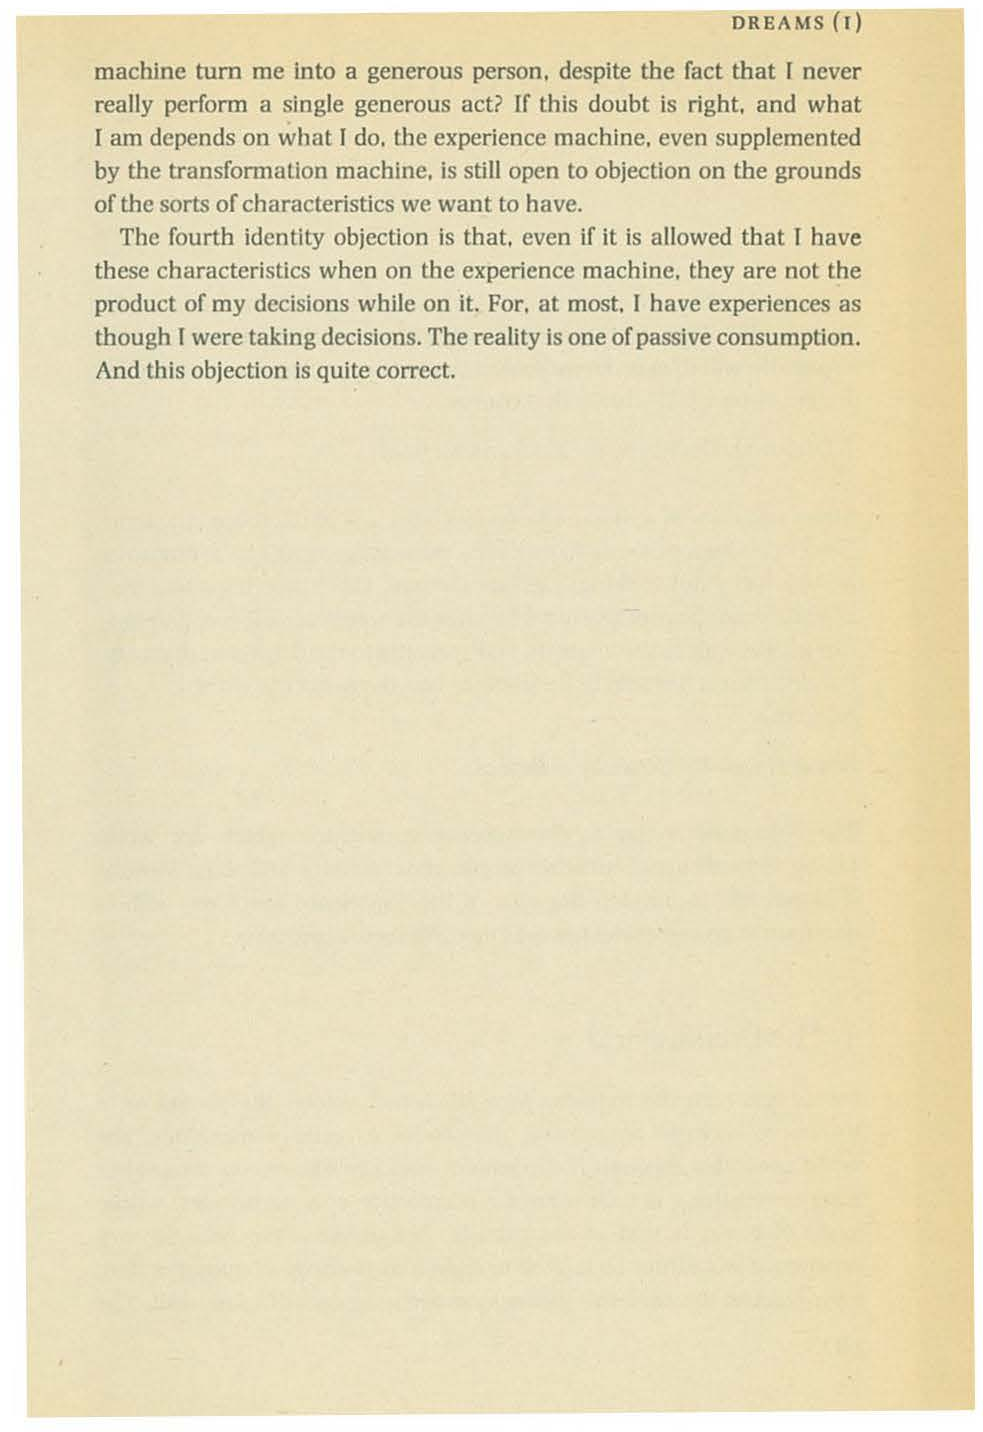 DREAMS (I)
machine turn me into a generous person, despite the fact that I never
really perform a single generous act? If this doubt is right, and what
I am depends on what I do, the experience machine, even supplemented
by the transformation machine, is still open to objection on the grounds
of the sorts of characteristics we want to have.
The fourth identity objection is that, even if it is allowed that I have
these characteristics when on the experience machine, they are not the
product of my decisions while on it. For, at most, I have experiences as
though I were taking decisions. The reality is one of passive consumption.
And this objection is quite correct.